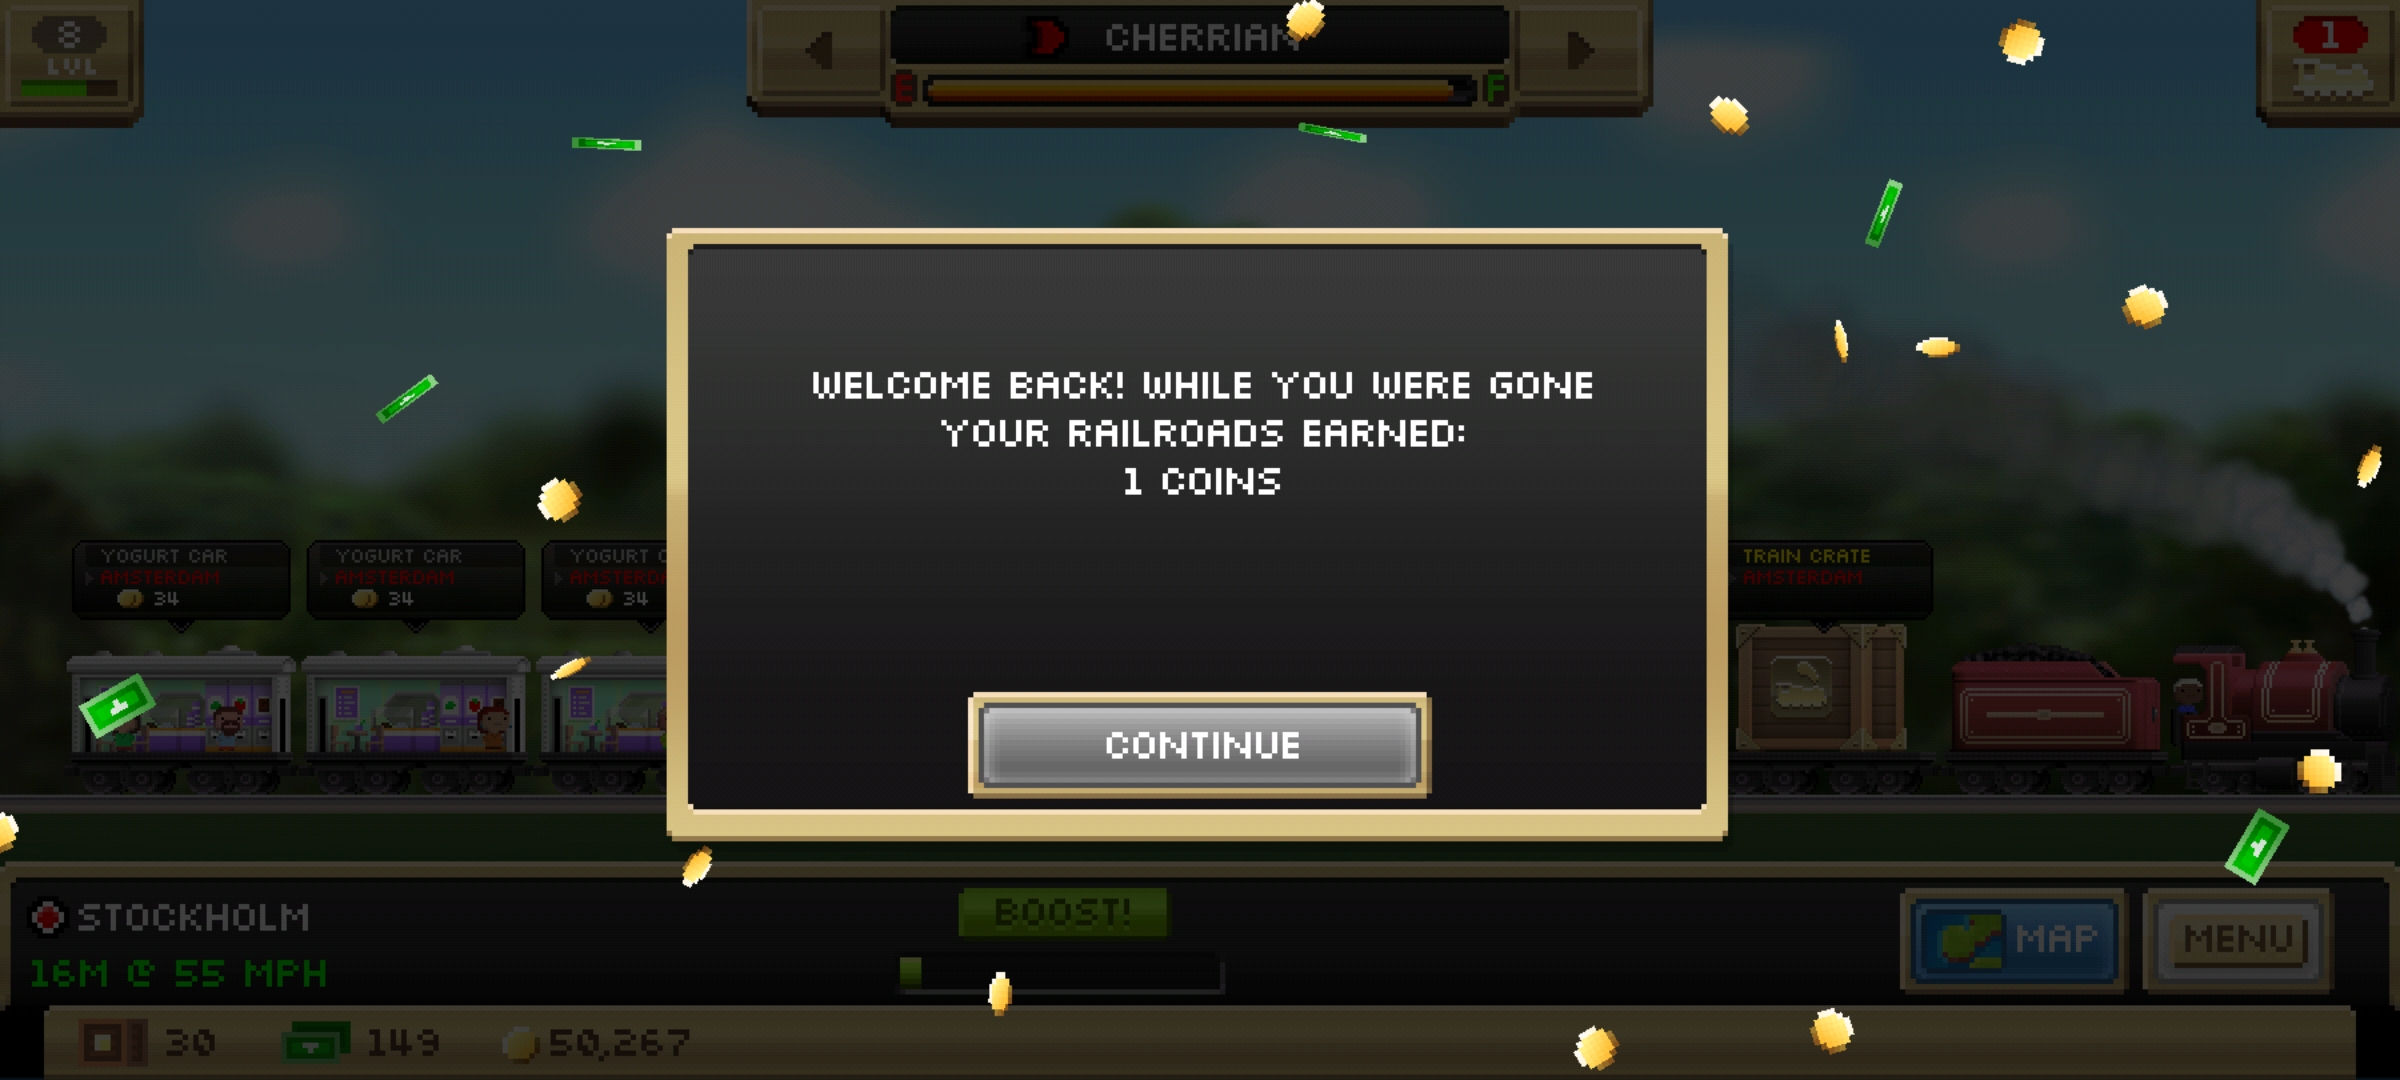 8
LVL
CHERRIAN
E F
1
WELCOME BACK! WHILE YOU WERE GONE
YOUR RAILROADS EARNED:
1 COINS
YOGURT CAR
AMSTERDAM
34
YOGURT CAR
AMSTERDAM
34
YOGURT C
AMSTERD
34
TRAIN CRATE
AMSTERDAM
CONTINUE
STOCKHOLM
16M @ 55 MPH
BOOST!
MAP
MENU
30 149 50,267